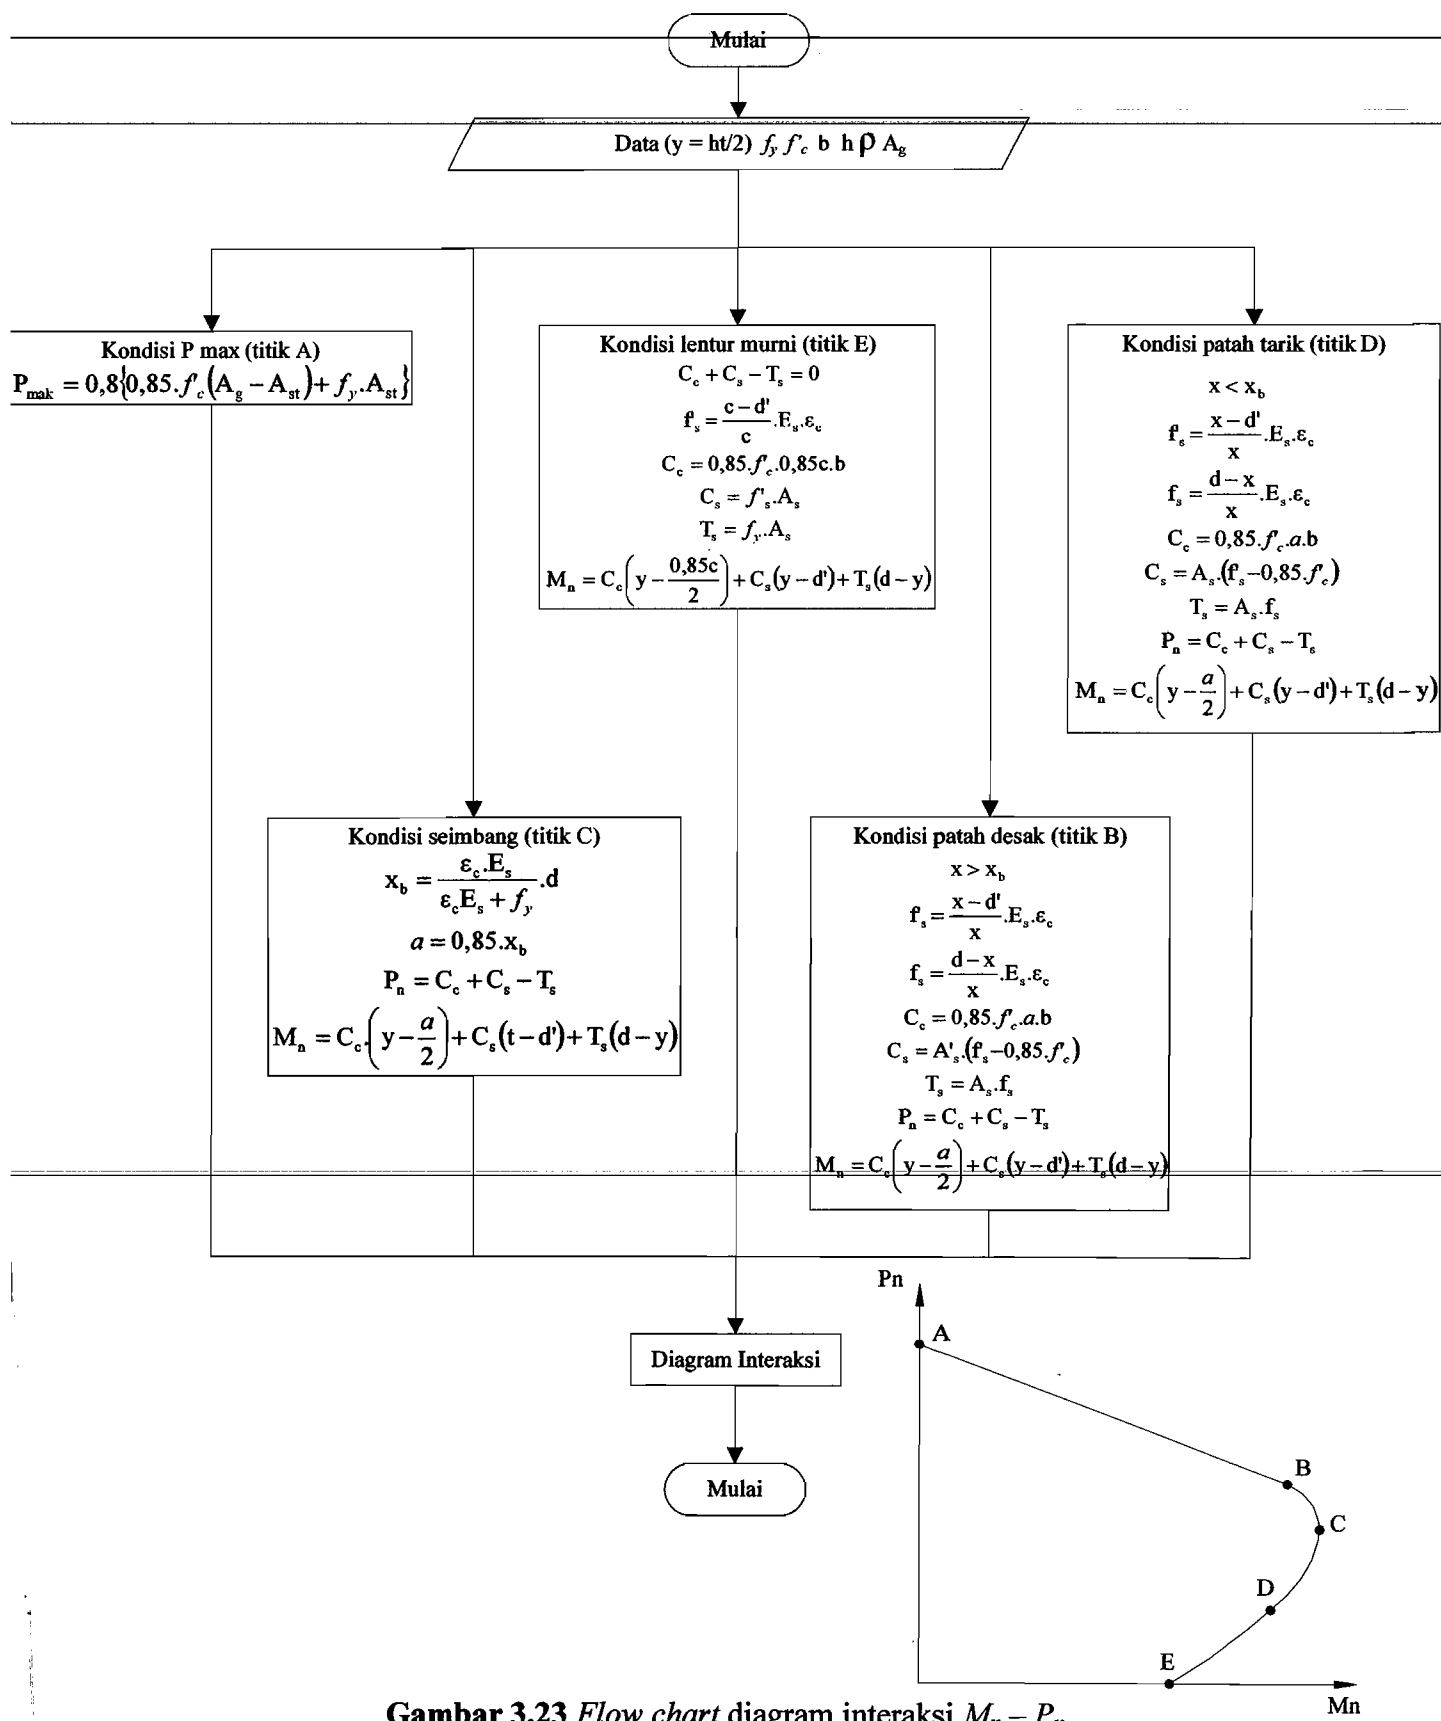 Mulai
Data (y = ht/2) f_y f'_c b h ρ A_g
Kondisi P max (titik A)
P_mak = 0,8{0,85.f'_c(A_g − A_st) + f_y.A_st}
Kondisi lentur murni (titik E)
C_c + C_s − T_s = 0
f'_s = (c − d')/c .E_s.ε_c
C_c = 0,85.f'_c.0,85c.b
C_s = f'_s.A_s
T_s = f_y.A_s
M_n = C_c(y − 0,85c/2) + C_s(y − d') + T_s(d − y)
Kondisi patah tarik (titik D)
x < x_b
f'_s = (x − d')/x .E_s.ε_c
f_s = (d − x)/x .E_s.ε_c
C_c = 0,85.f'_c.a.b
C_s = A_s.(f'_s − 0,85.f'_c)
T_s = A_s.f_s
P_n = C_c + C_s − T_s
M_n = C_c(y − a/2) + C_s(y − d') + T_s(d − y)
Kondisi seimbang (titik C)
x_b = ε_c.E_s/(ε_cE_s + f_y) .d
a = 0,85.x_b
P_n = C_c + C_s − T_s
M_n = C_c.(y − a/2) + C_s(t − d') + T_s(d − y)
Kondisi patah desak (titik B)
x > x_b
f'_s = (x − d')/x .E_s.ε_c
f_s = (d − x)/x .E_s.ε_c
C_c = 0,85.f'_c.a.b
C_s = A'_s.(f'_s − 0,85.f'_c)
T_s = A_s.f_s
P_n = C_c + C_s − T_s
M_n = C_c(y − a/2) + C_s(y − d') + T_s(d − y)
Diagram Interaksi
Mulai
Pn
A
B
C
D
E
Mn
Gambar 3.23 Flow chart diagram interaksi M_n − P_n